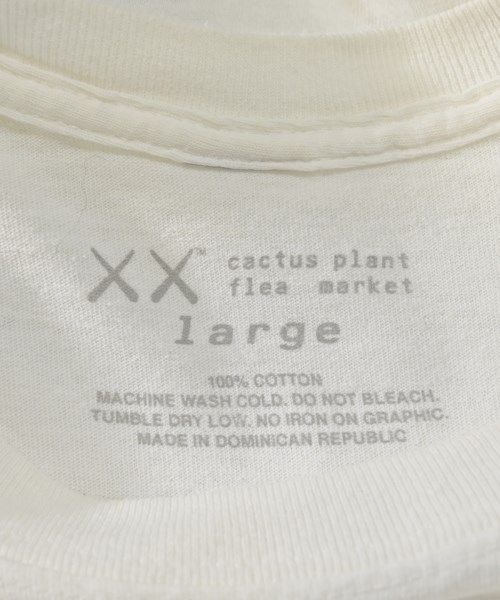 XX™ cactus plant
flea market
large
100% COTTON
MACHINE WASH COLD. DO NOT BLEACH.
TUMBLE DRY LOW. NO IRON ON GRAPHIC.
MADE IN DOMINICAN REPUBLIC